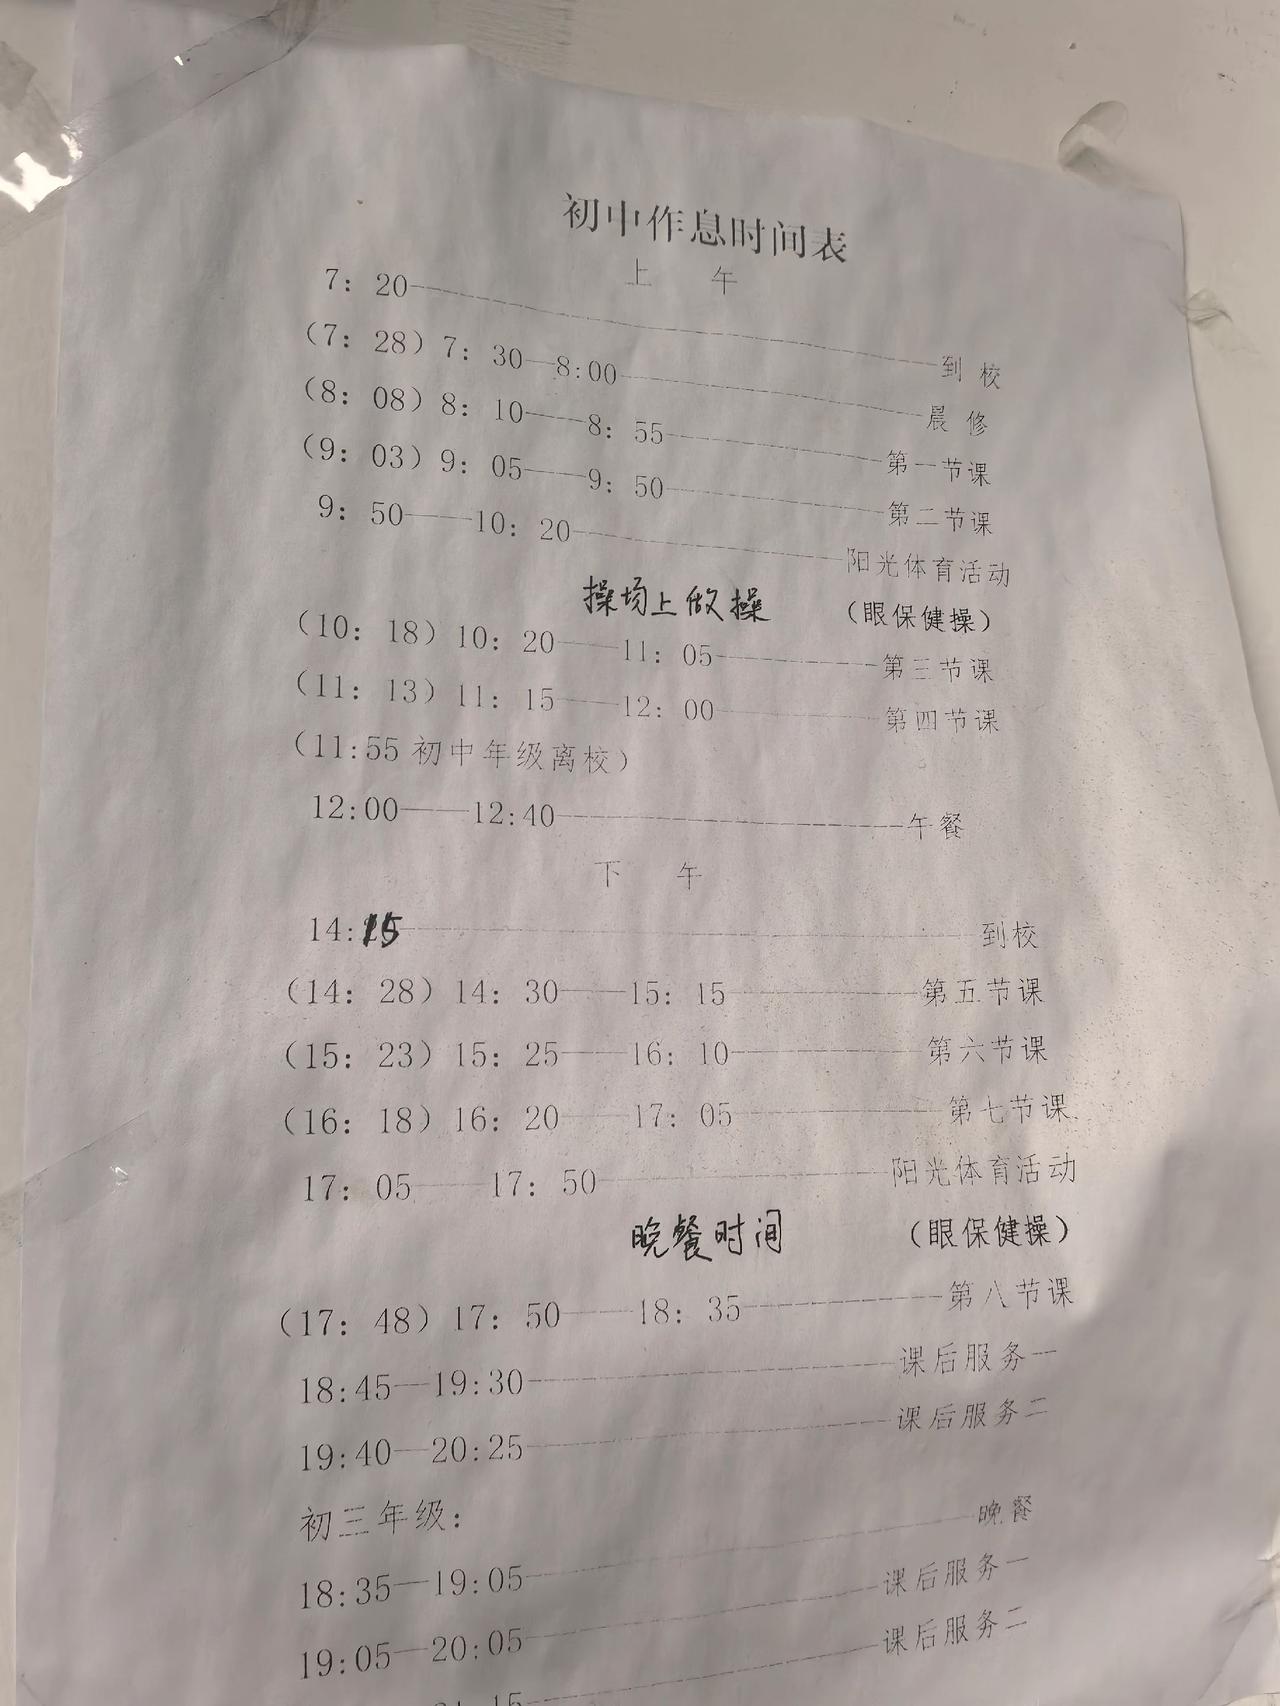 初中作息时间表
上 午
7：20——到 校
（7：28）7：30—8:00——晨 修
（8：08）8：10——8：55——第一节课
（9：03）9：05——9：50——第二节课
9：50——10：20——阳光体育活动
操场上做操 （眼保健操）
（10：18）10：20——11：05——第三节课
（11：13）11：15——12：00——第四节课
（11:55 初中年级离校）
12:00——12:40——午餐
下 午
14:15——到校
（14：28）14：30——15：15——第五节课
（15：23）15：25——16：10——第六节课
（16：18）16：20——17：05——第七节课
17：05——17：50——阳光体育活动
晚餐时间 （眼保健操）
（17：48）17：50——18：35——第八节课
18:45—19:30——课后服务一
19:40—20:25——课后服务二
初三年级：
18:35—19:05——晚餐
19:05—20:05——课后服务一
15——课后服务二